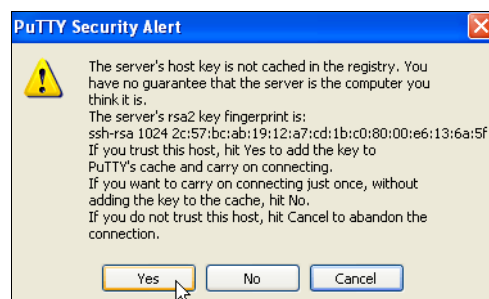 PuTTY Security Alert
The server's host key is not cached in the registry. You
have no guarantee that the server is the computer you
think it is.
The server's rsa2 key fingerprint is:
ssh-rsa 1024 2c:57:bc:ab:19:12:a7:cd:1b:c0:80:00:e6:13:6a:5f
If you trust this host, hit Yes to add the key to
PuTTY's cache and carry on connecting.
If you want to carry on connecting just once, without
adding the key to the cache, hit No.
If you do not trust this host, hit Cancel to abandon the
connection.
Yes No Cancel